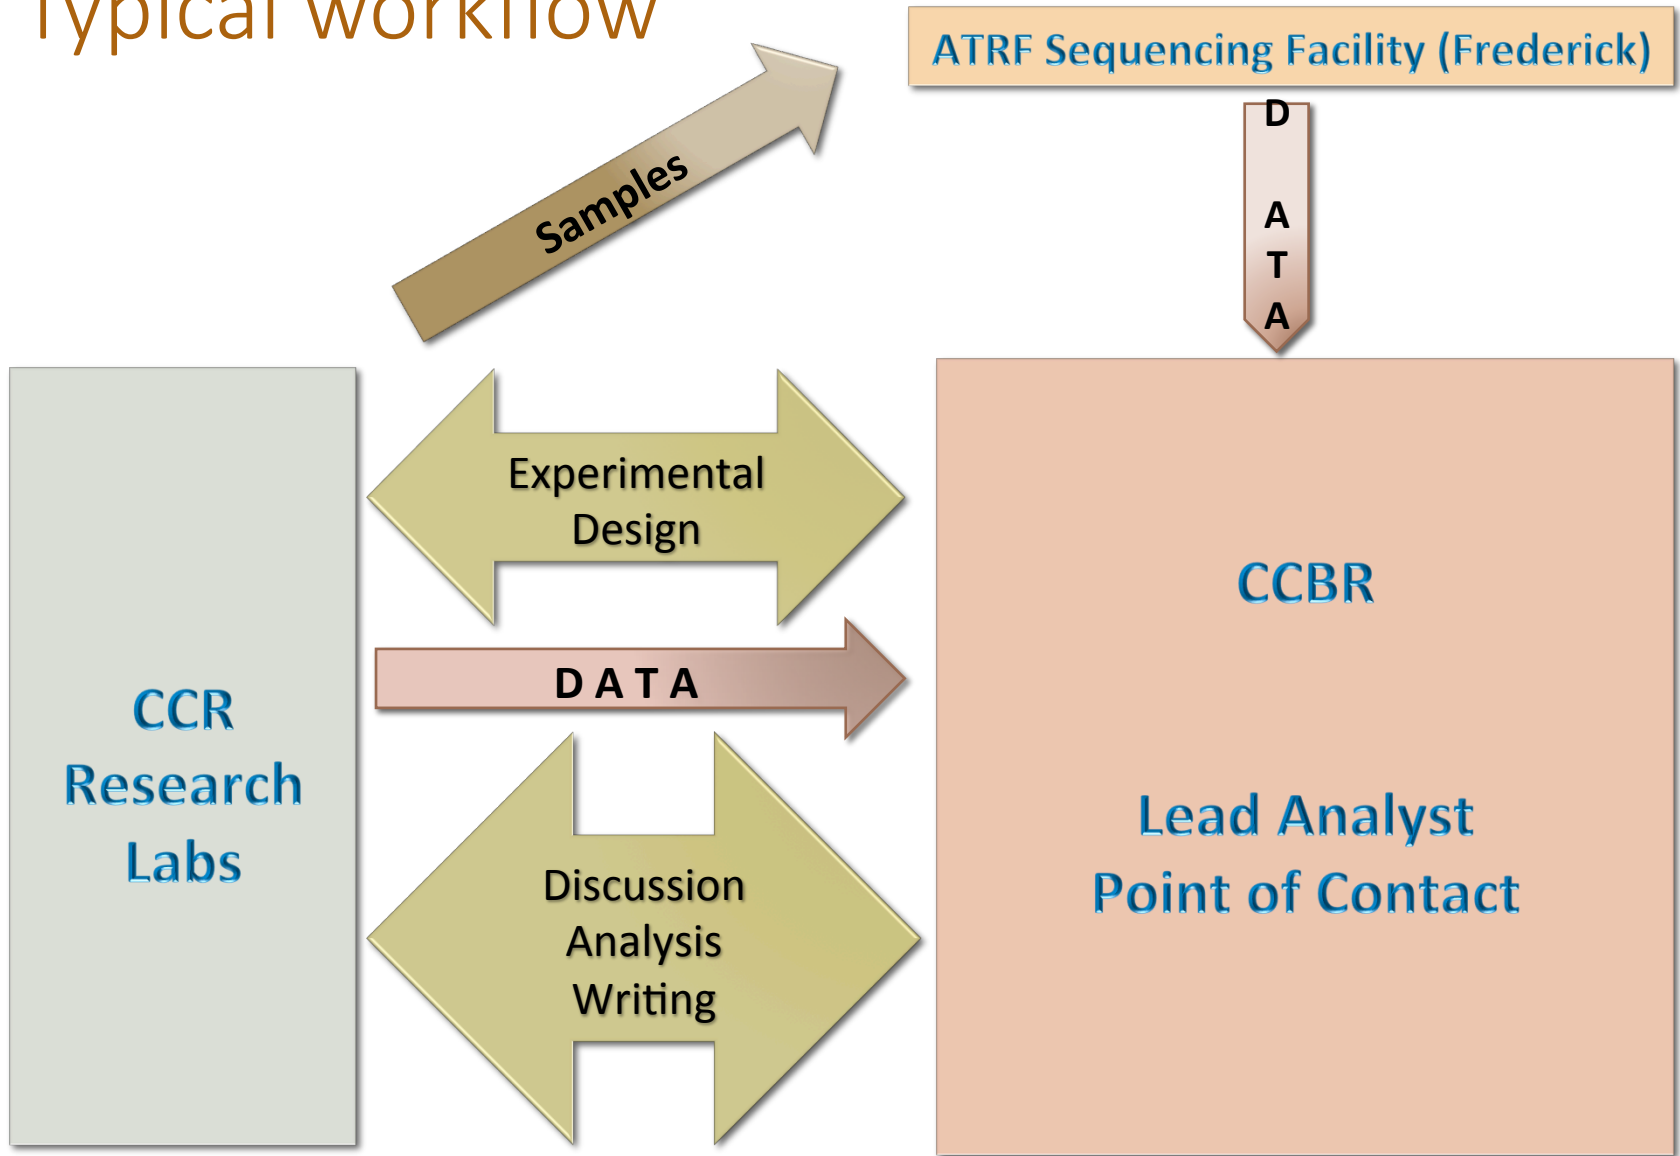 Typical workflow
ATRF Sequencing Facility (Frederick)
Samples
D
A
T
A
Experimental
Design
D A T A
CCR
Research
Labs
Discussion
Analysis
Writing
CCBR
Lead Analyst
Point of Contact